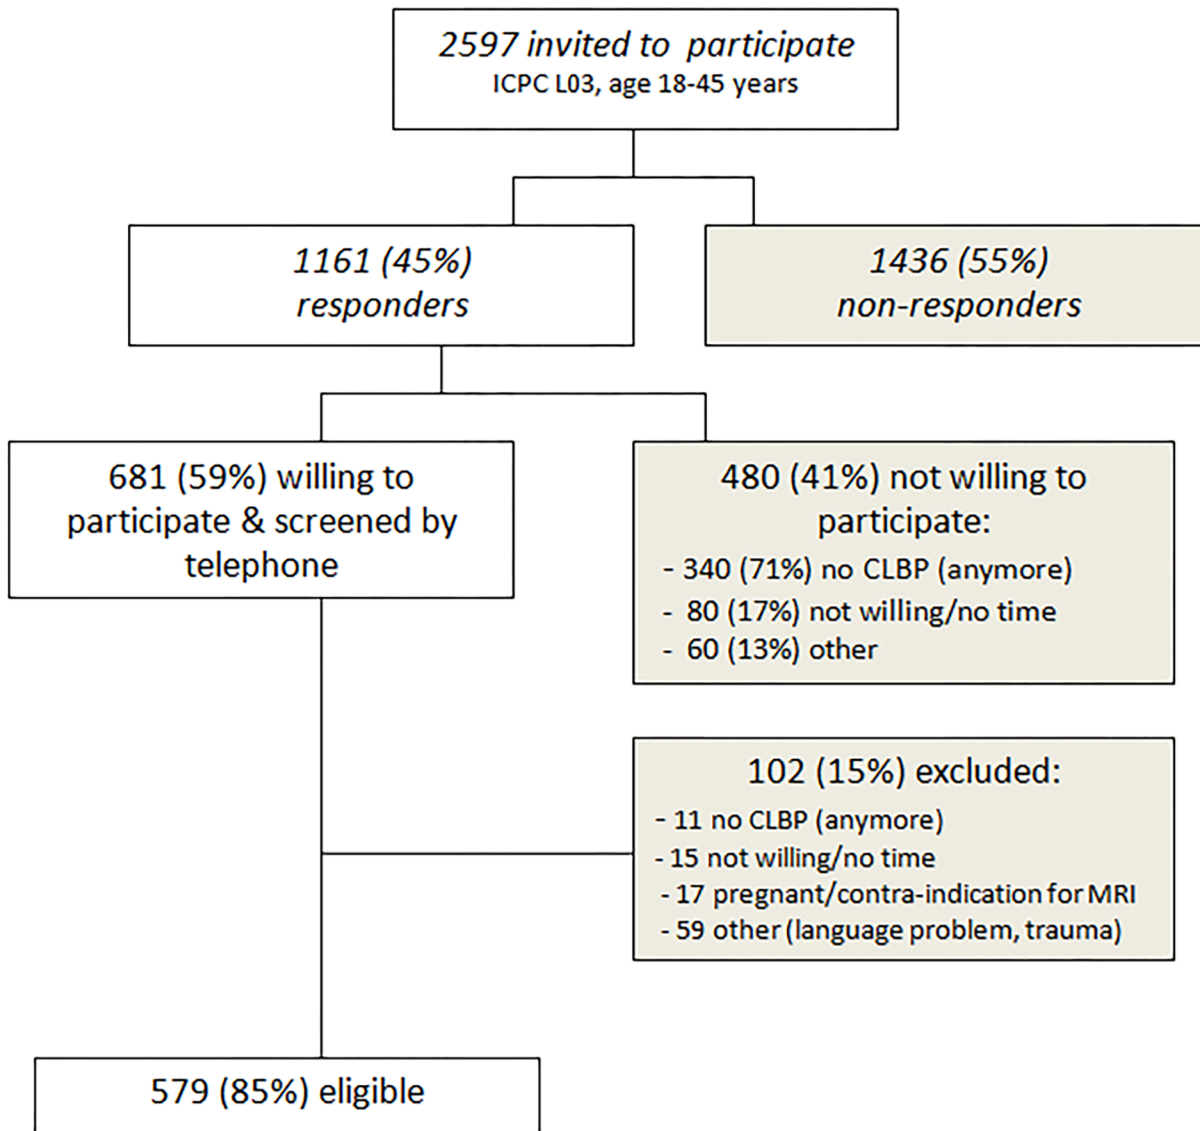 2597 invited to participate
ICPC L03, age 18-45 years
1161 (45%)
responders
1436 (55%)
non-responders
681 (59%) willing to
participate & screened by
telephone
480 (41%) not willing to
participate:
- 340 (71%) no CLBP (anymore)
- 80 (17%) not willing/no time
- 60 (13%) other
102 (15%) excluded:
- 11 no CLBP (anymore)
- 15 not willing/no time
- 17 pregnant/contra-indication for MRI
- 59 other (language problem, trauma)
579 (85%) eligible